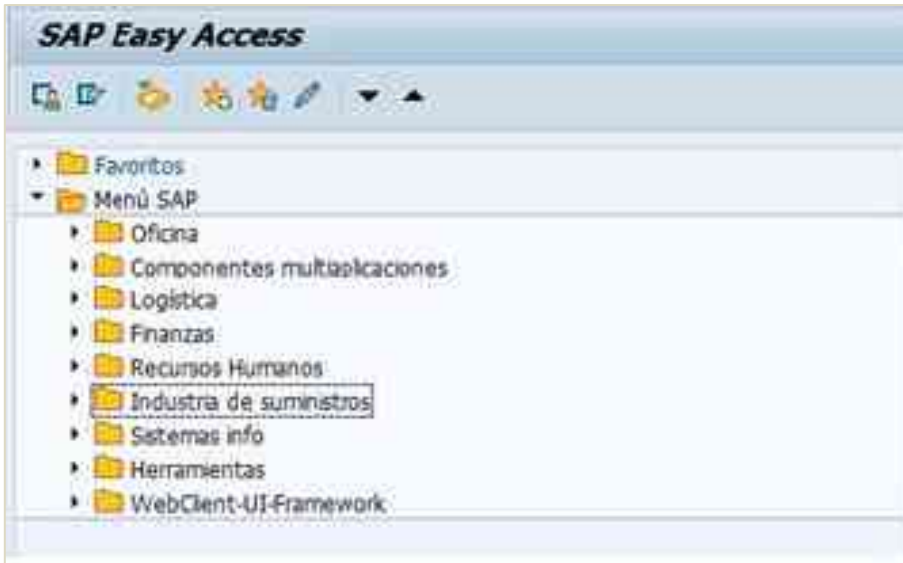 SAP Easy Access
Favoritos
Menú SAP
Oficina
Componentes multiaplicaciones
Logística
Finanzas
Recursos Humanos
Industria de suministros
Sistemas info
Herramientas
WebClient-UI-Framework